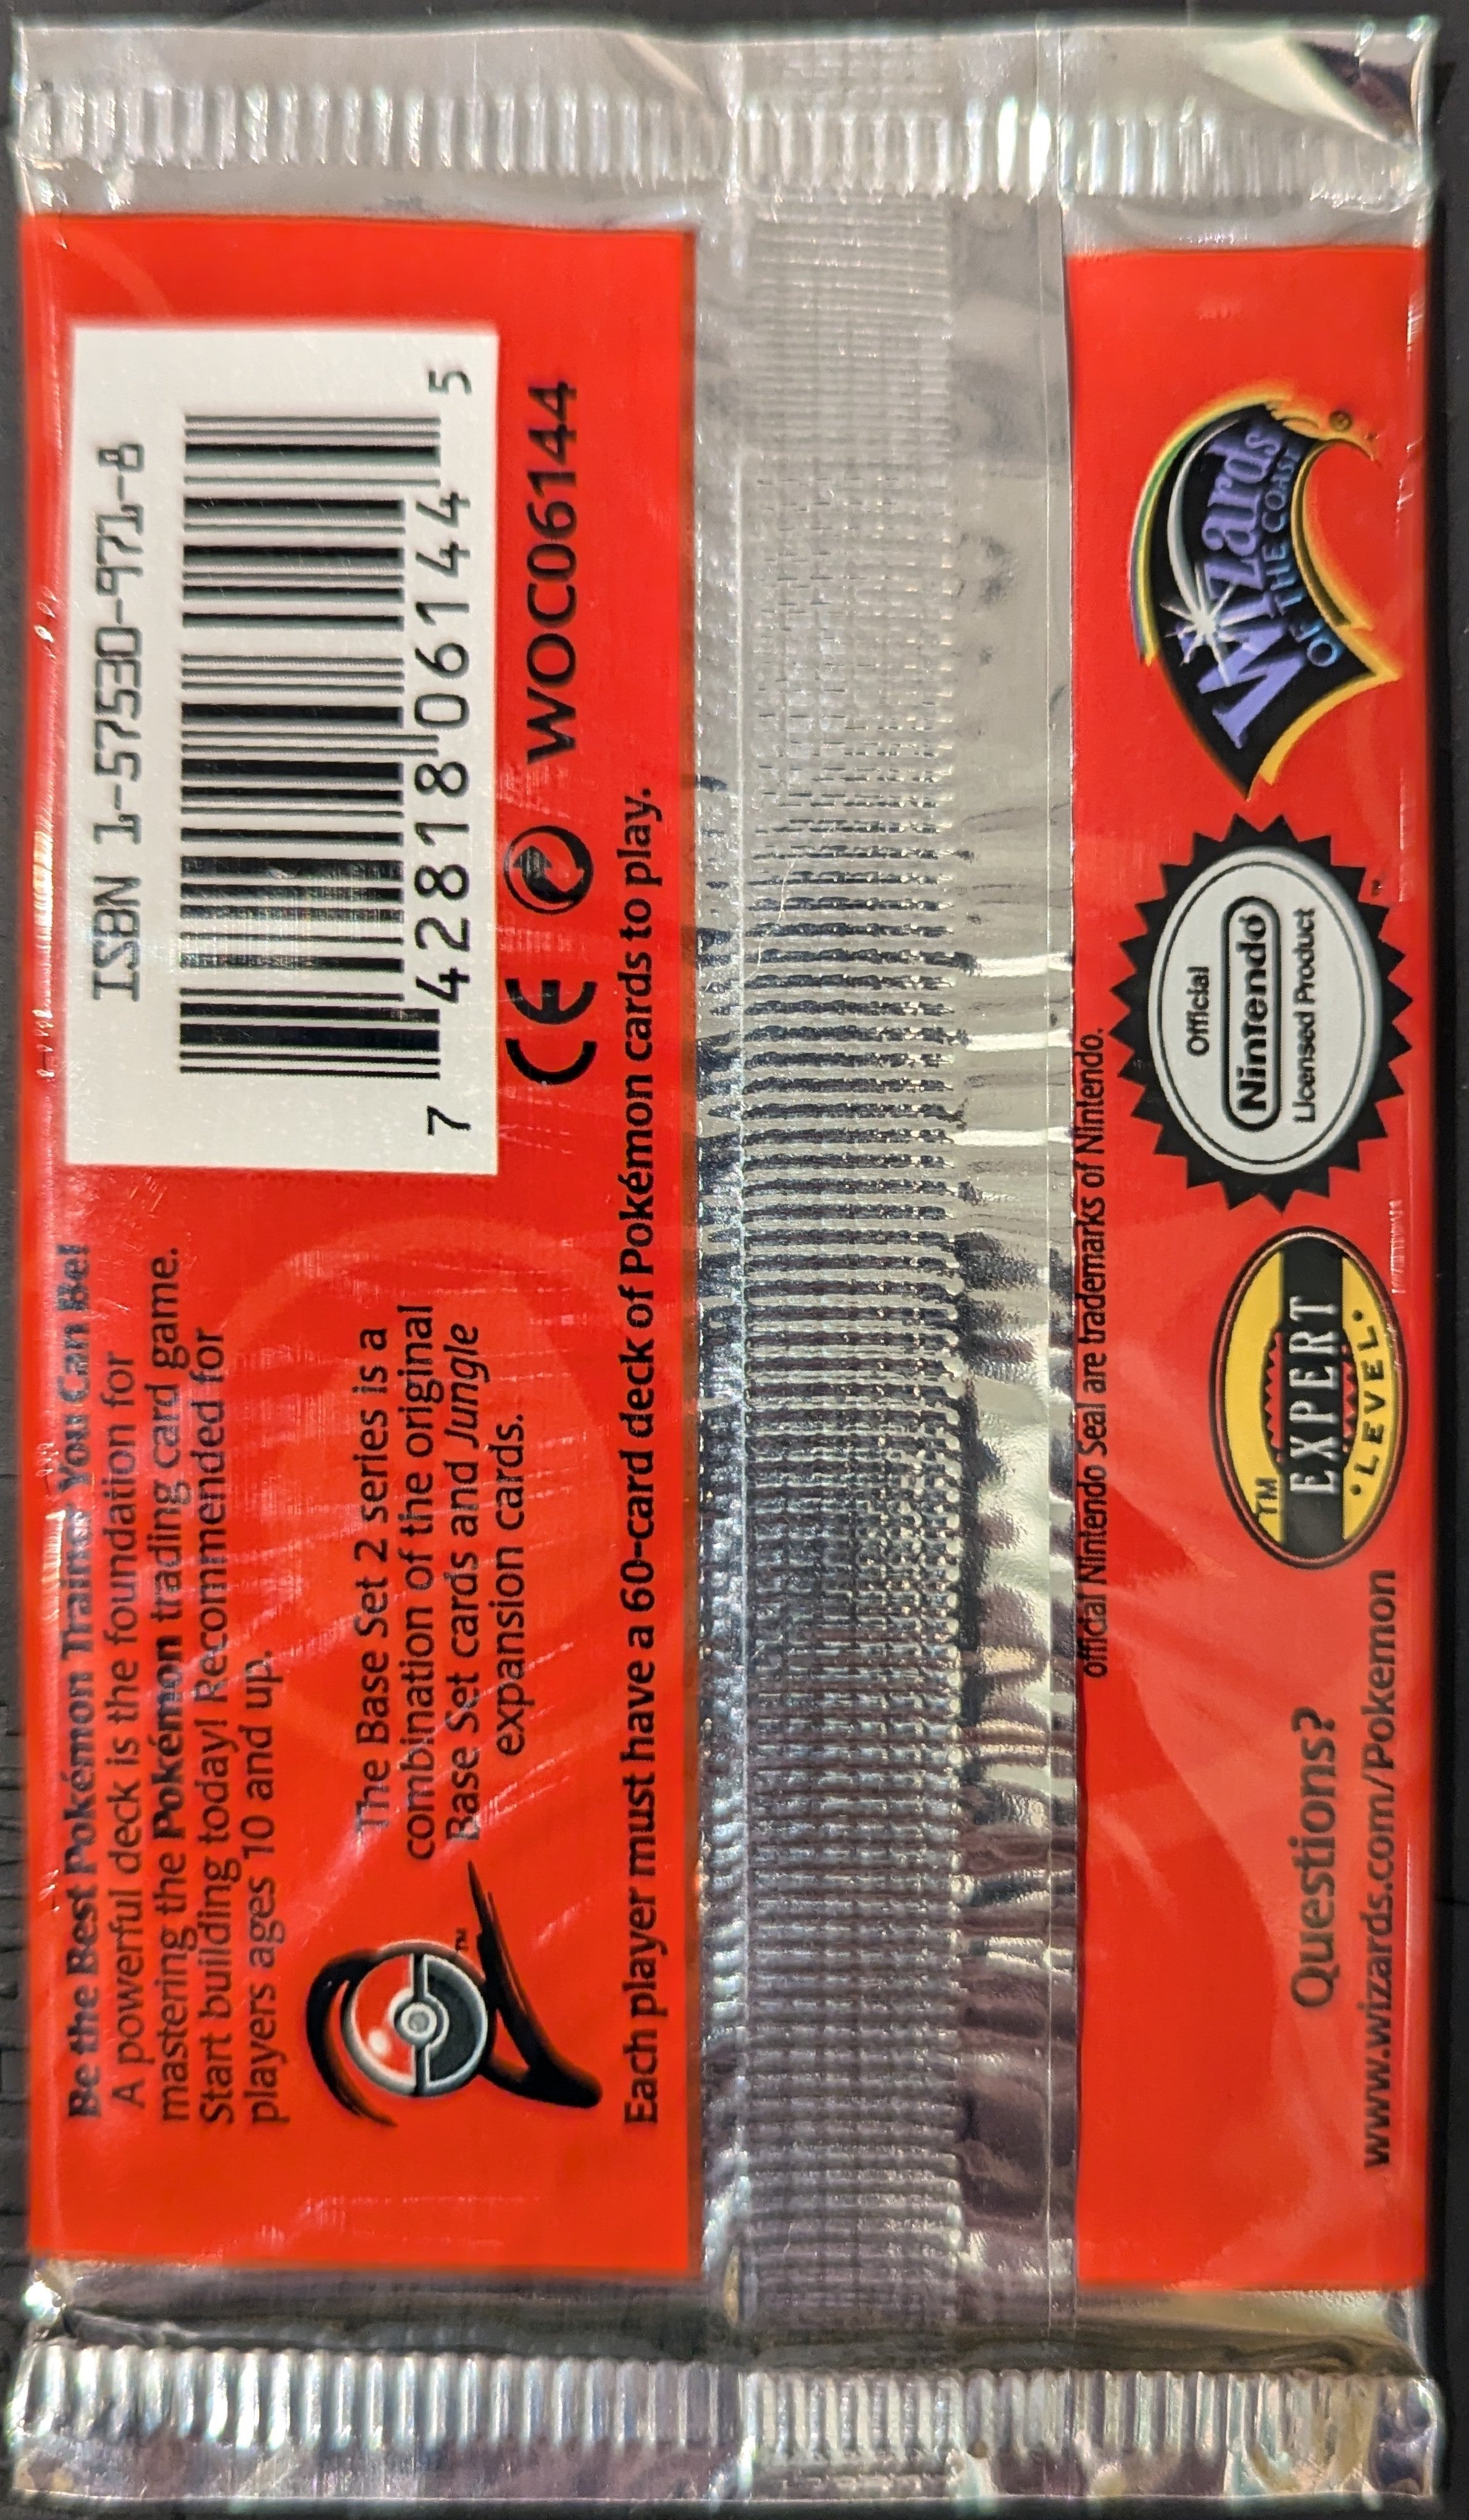 Be the Best Pokémon Trainer You Can Be!
A powerful deck is the foundation for
mastering the Pokémon trading card game.
Start building today! Recommended for
players ages 10 and up.
The Base Set 2 series is a
combination of the original
Base Set cards and Jungle
expansion cards.
TM
Each player must have a 60-card deck of Pokémon cards to play.
ISBN 1-57530-971-8
7 42818 06144 5
CE WOC06144
official Nintendo Seal are trademarks of Nintendo.
Questions?
www.wizards.com/Pokemon
TM
EXPERT
•LEVEL•
Official
Nintendo
Licensed Product
TM
Wizards
OF THE COAST
®